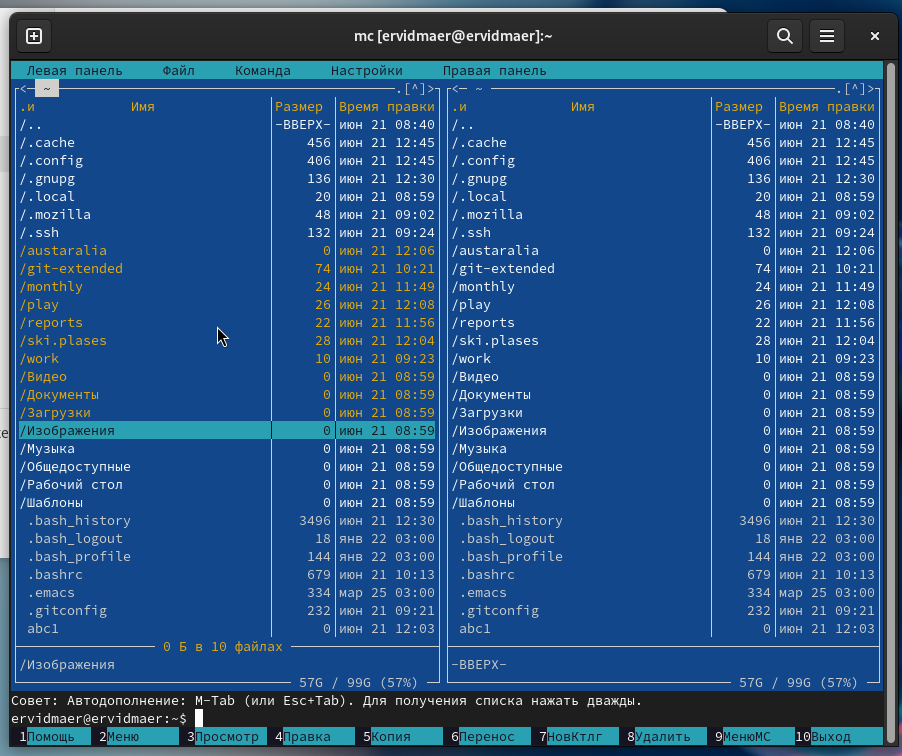 mc [ervidmaer@ervidmaer]:~
Левая панель Файл Команда Настройки Правая панель
<─ ~ .[^]> <─ ~ .[^]>
.и Имя Размер Время правки .и Имя Размер Время правки
/.. -ВВЕРХ- июн 21 08:40 /.. -ВВЕРХ- июн 21 08:40
/.cache 456 июн 21 12:45 /.cache 456 июн 21 12:45
/.config 406 июн 21 12:45 /.config 406 июн 21 12:45
/.gnupg 136 июн 21 12:30 /.gnupg 136 июн 21 12:30
/.local 20 июн 21 08:59 /.local 20 июн 21 08:59
/.mozilla 48 июн 21 09:02 /.mozilla 48 июн 21 09:02
/.ssh 132 июн 21 09:24 /.ssh 132 июн 21 09:24
/austaralia 0 июн 21 12:06 /austaralia 0 июн 21 12:06
/git-extended 74 июн 21 10:21 /git-extended 74 июн 21 10:21
/monthly 24 июн 21 11:49 /monthly 24 июн 21 11:49
/play 26 июн 21 12:08 /play 26 июн 21 12:08
/reports 22 июн 21 11:56 /reports 22 июн 21 11:56
/ski.plases 28 июн 21 12:04 /ski.plases 28 июн 21 12:04
/work 10 июн 21 09:23 /work 10 июн 21 09:23
/Видео 0 июн 21 08:59 /Видео 0 июн 21 08:59
/Документы 0 июн 21 08:59 /Документы 0 июн 21 08:59
/Загрузки 0 июн 21 08:59 /Загрузки 0 июн 21 08:59
/Изображения 0 июн 21 08:59 /Изображения 0 июн 21 08:59
/Музыка 0 июн 21 08:59 /Музыка 0 июн 21 08:59
/Общедоступные 0 июн 21 08:59 /Общедоступные 0 июн 21 08:59
/Рабочий стол 0 июн 21 08:59 /Рабочий стол 0 июн 21 08:59
/Шаблоны 0 июн 21 08:59 /Шаблоны 0 июн 21 08:59
.bash_history 3496 июн 21 12:30 .bash_history 3496 июн 21 12:30
.bash_logout 18 янв 22 03:00 .bash_logout 18 янв 22 03:00
.bash_profile 144 янв 22 03:00 .bash_profile 144 янв 22 03:00
.bashrc 679 июн 21 10:13 .bashrc 679 июн 21 10:13
.emacs 334 мар 25 03:00 .emacs 334 мар 25 03:00
.gitconfig 232 июн 21 09:21 .gitconfig 232 июн 21 09:21
abc1 0 июн 21 12:03 abc1 0 июн 21 12:03
0 Б в 10 файлах
/Изображения -ВВЕРХ-
57G / 99G (57%) 57G / 99G (57%)
Совет: Автодополнение: M-Tab (или Esc+Tab). Для получения списка нажать дважды.
ervidmaer@ervidmaer:~$
1Помощь 2Меню 3Просмотр 4Правка 5Копия 6Перенос 7НовКтлг 8Удалить 9МенюМС 10Выход